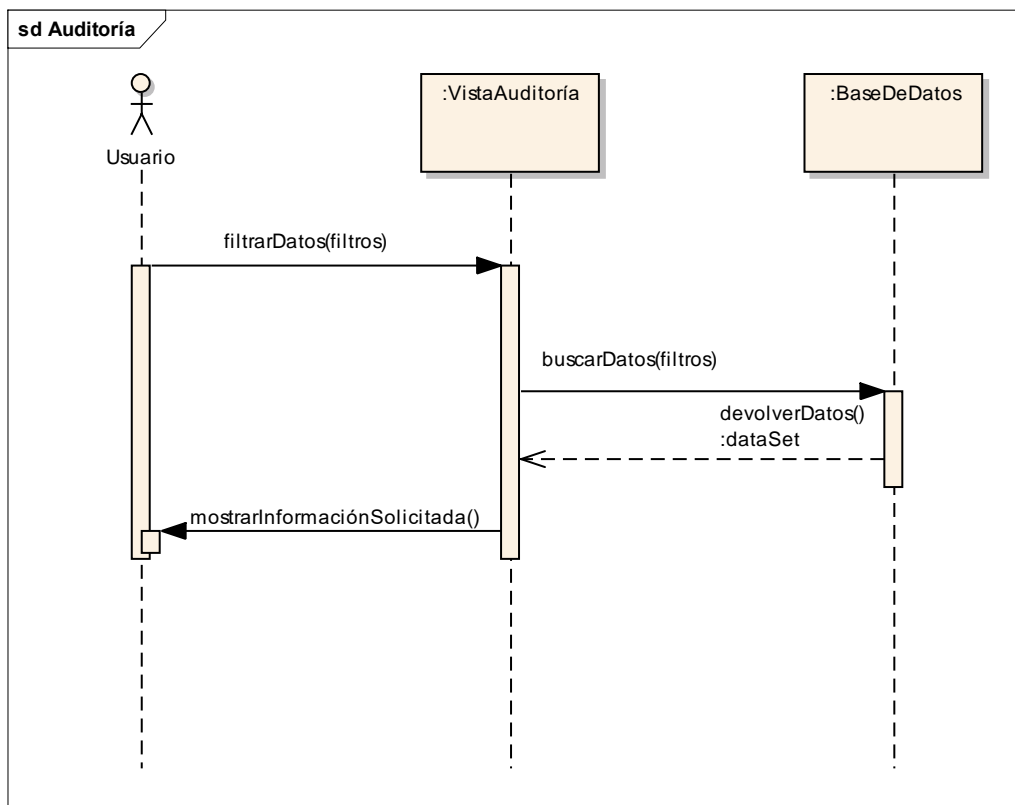 sd Auditoría
:VistaAuditoría
:BaseDeDatos
Usuario
filtrarDatos(filtros)
buscarDatos(filtros)
devolverDatos()
:dataSet
mostrarInformaciónSolicitada()